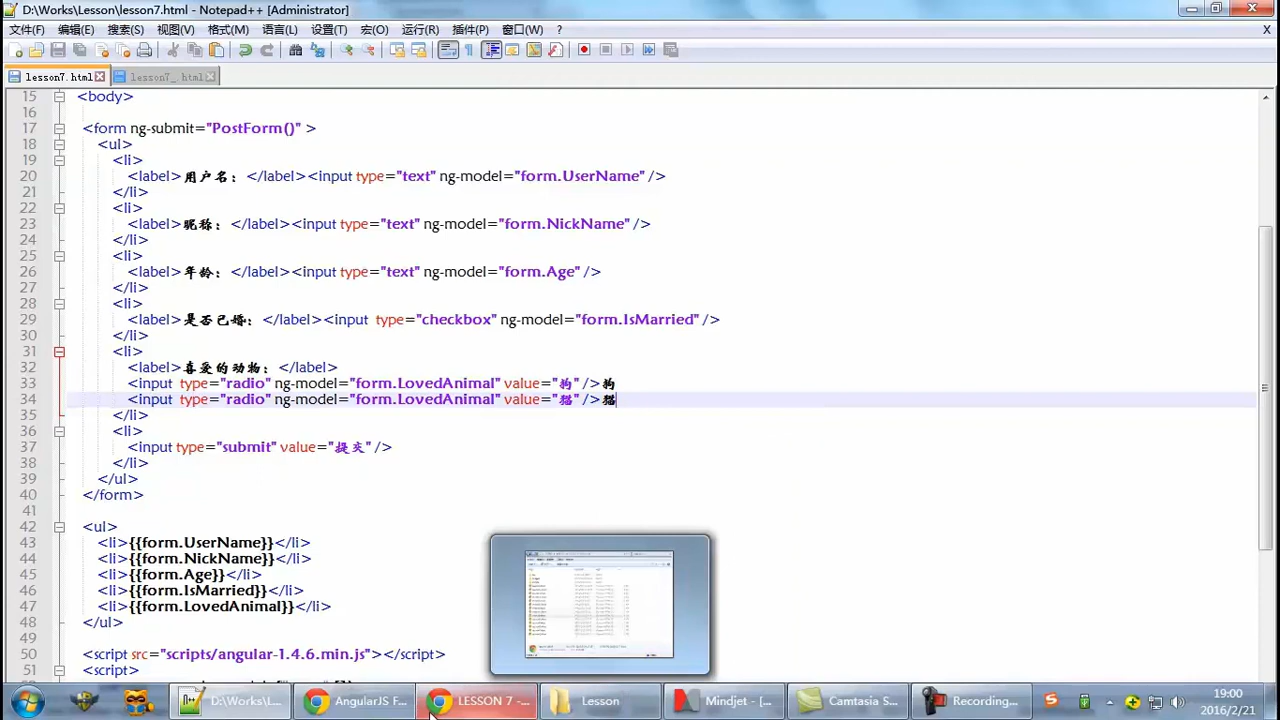 D:\Works\Lesson\lesson7.html - Notepad++ [Administrator]
文件(F) 编辑(E) 搜索(S) 视图(V) 格式(M) 语言(L) 设置(T) 宏(O) 运行(R) 插件(P) 窗口(W) ? X
lesson7.html lesson7_.html
15 <body>
16
17 <form ng-submit="PostForm()" >
18 <ul>
19 <li>
20 <label>用户名：</label><input type="text" ng-model="form.UserName" />
21 </li>
22 <li>
23 <label>昵称：</label><input type="text" ng-model="form.NickName" />
24 </li>
25 <li>
26 <label>年龄：</label><input type="text" ng-model="form.Age" />
27 </li>
28 <li>
29 <label>是否已婚：</label><input type="checkbox" ng-model="form.IsMarried" />
30 </li>
31 <li>
32 <label>喜爱的动物：</label>
33 <input type="radio" ng-model="form.LovedAnimal" value="狗" />狗
34 <input type="radio" ng-model="form.LovedAnimal" value="猫" />猫
35 </li>
36 <li>
37 <input type="submit" value="提交" />
38 </li>
39 </ul>
40 </form>
41
42 <ul>
43 <li>{{form.UserName}}</li>
44 <li>{{form.NickName}}</li>
45 <li>{{form.Age}}</li>
46 <li>{{form.IsMarried}}</li>
47 <li>{{form.LovedAnimal}}</li>
48 </ul>
49
50 <script src="scripts/angular-1.4.6.min.js"></script>
51 <script>
D:\Works\L... AngularJS F... LESSON 7 -... Lesson Mindjet - [... Camtasia S... Recording...
19:00
2016/2/21